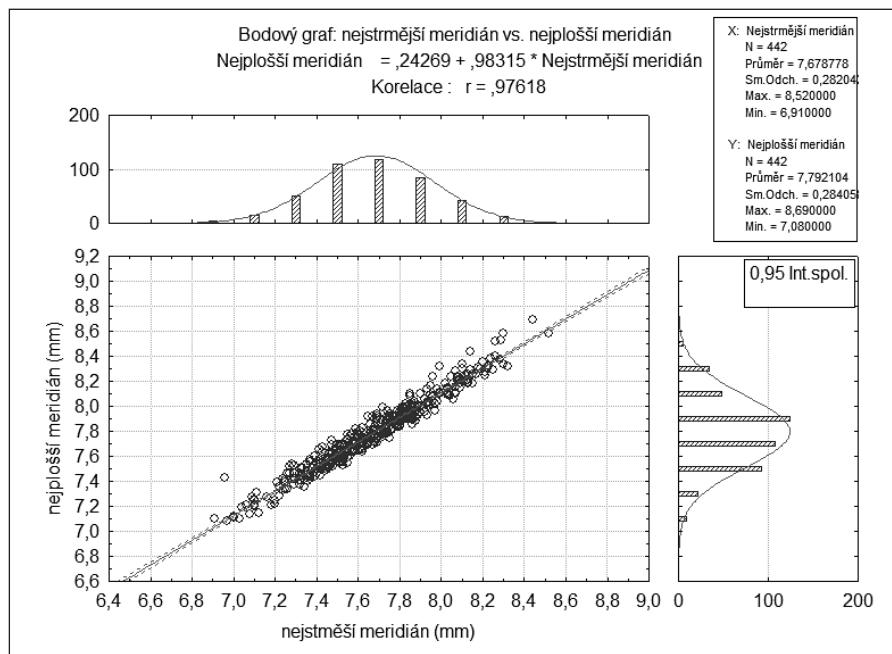 Bodový graf: nejstrmější meridián vs. nejplošší meridián
Nejplošší meridián = ,24269 + ,98315 * Nejstrmější meridián
Korelace : r = ,97618
X: Nejstrmější meridián
N = 442
Průměr = 7,678778
Sm.Odch. = 0,28204
Max. = 8,520000
Min. = 6,910000
Y: Nejplošší meridián
N = 442
Průměr = 7,792104
Sm.Odch. = 0,28405
Max. = 8,690000
Min. = 7,080000
200
100
0
9,2
9,0
8,8
8,6
8,4
8,2
8,0
7,8
7,6
7,4
7,2
7,0
6,8
6,6
nejplošší meridián (mm)
6,4 6,6 6,8 7,0 7,2 7,4 7,6 7,8 8,0 8,2 8,4 8,6 8,8 9,0
nejstměší meridián (mm)
0,95 Int.spol.
0 100 200